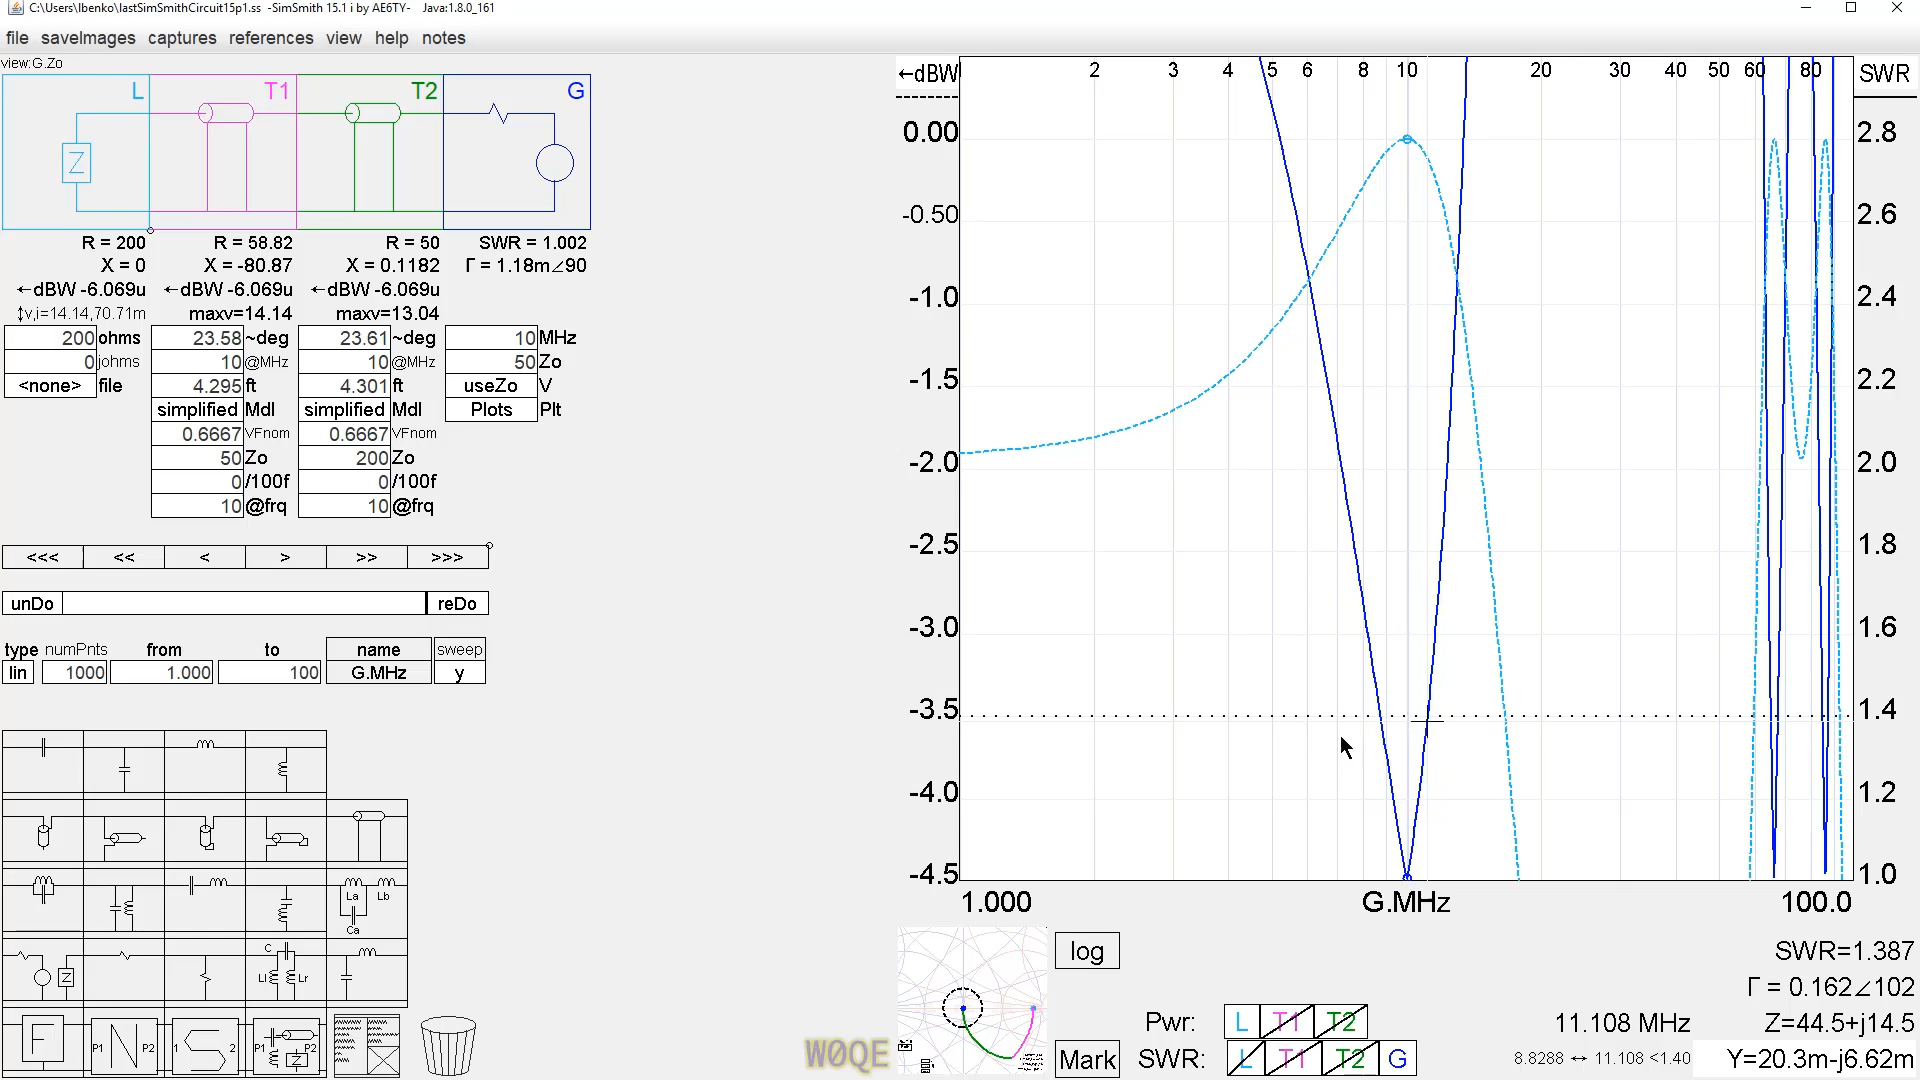 C:\Users\lbenko\lastSimSmithCircuit15p1.ss -SimSmith 15.1 i by AE6TY- Java:1.8.0_161
file saveImages captures references view help notes
view:G.Zo
L T1 T2 G
Z
R = 200 R = 58.82 R = 50 SWR = 1.002
X = 0 X = -80.87 X = 0.1182 Γ = 1.18m∠90
←dBW -6.069u ←dBW -6.069u ←dBW -6.069u
↕v,i=14.14,70.71m maxv=14.14 maxv=13.04
200 ohms 23.58 ~deg 23.61 ~deg 10 MHz
0 johms 10 @MHz 10 @MHz 50 Zo
<none> file 4.295 ft 4.301 ft useZo V
simplified Mdl simplified Mdl Plots Plt
0.6667 VFnom 0.6667 VFnom
50 Zo 200 Zo
0 /100f 0 /100f
10 @frq 10 @frq
<<< << < > >> >>>
unDo reDo
type numPnts from to name sweep
lin 1000 1.000 100 G.MHz y
La Lb
Ca
C
Z Ll Lr
F P1 N P2 1 S 2 P1 P2 Z
←dBW 2 3 4 5 6 8 10 20 30 40 50 60 80 SWR
0.00 2.8
-0.50 2.6
-1.0 2.4
-1.5 2.2
-2.0 2.0
-2.5 1.8
-3.0 1.6
-3.5 1.4
-4.0 1.2
-4.5 1.0
1.000 G.MHz 100.0
log
SWR=1.387
Γ = 0.162∠102
Pwr: L T1 T2 11.108 MHz Z=44.5+j14.5
W0QE Mark SWR: L T1 T2 G 8.8288 ↔ 11.108 <1.40 Y=20.3m-j6.62m